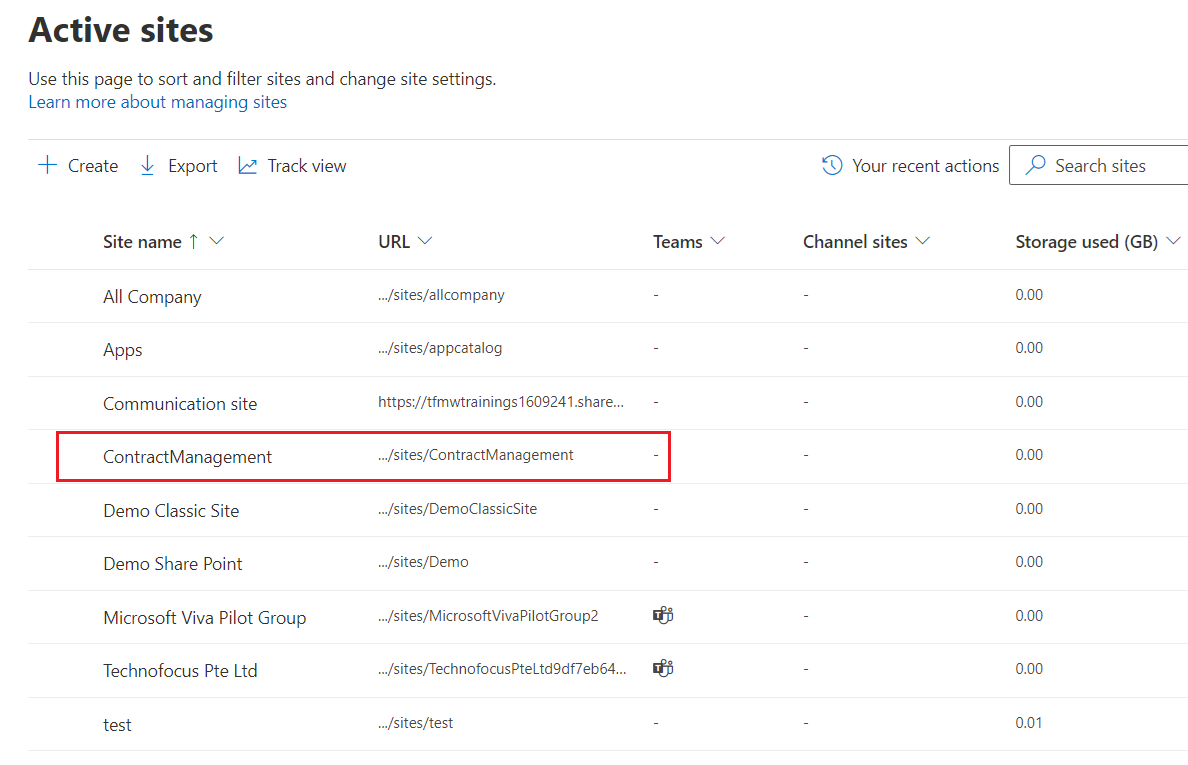 Active sites
Use this page to sort and filter sites and change site settings.
Learn more about managing sites
Create Export Track view Your recent actions Search sites
Site name ↑ URL Teams Channel sites Storage used (GB)
All Company .../sites/allcompany - - 0.00
Apps .../sites/appcatalog - - 0.00
Communication site https://tfmwtrainings1609241.share... - - 0.00
ContractManagement .../sites/ContractManagement - - 0.00
Demo Classic Site .../sites/DemoClassicSite - - 0.00
Demo Share Point .../sites/Demo - - 0.00
Microsoft Viva Pilot Group .../sites/MicrosoftVivaPilotGroup2 - 0.00
Technofocus Pte Ltd .../sites/TechnofocusPteLtd9df7eb64... - 0.00
test .../sites/test - - 0.01